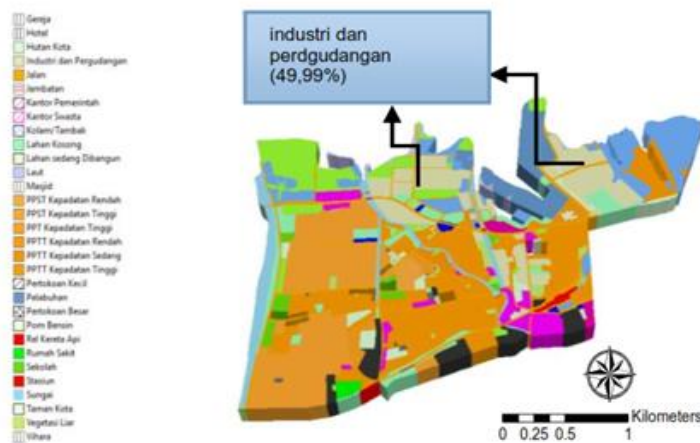 Gereja
Hotel
Hutan Kota
Industri dan Pergudangan
Jalan
Jembatan
Kantor Pemerintah
Kantor Swasta
Kolam/Tambak
Lahan Kosong
Lahan sedang Dibangun
Laut
Masjid
PPST Kepadatan Rendah
PPST Kepadatan Tinggi
PPT Kepadatan Tinggi
PPTT Kepadatan Rendah
PPTT Kepadatan Sedang
PPTT Kepadatan Tinggi
Pertokoan Kecil
Pelabuhan
Pertokoan Besar
Pom Bensin
Rel Kereta Api
Rumah Sakit
Sekolah
Stasiun
Sungai
Taman Kota
Vegetasi Liar
Vihara
industri dan
perdgudangan
(49,99%)
Kilometers
0 0.25 0.5 1